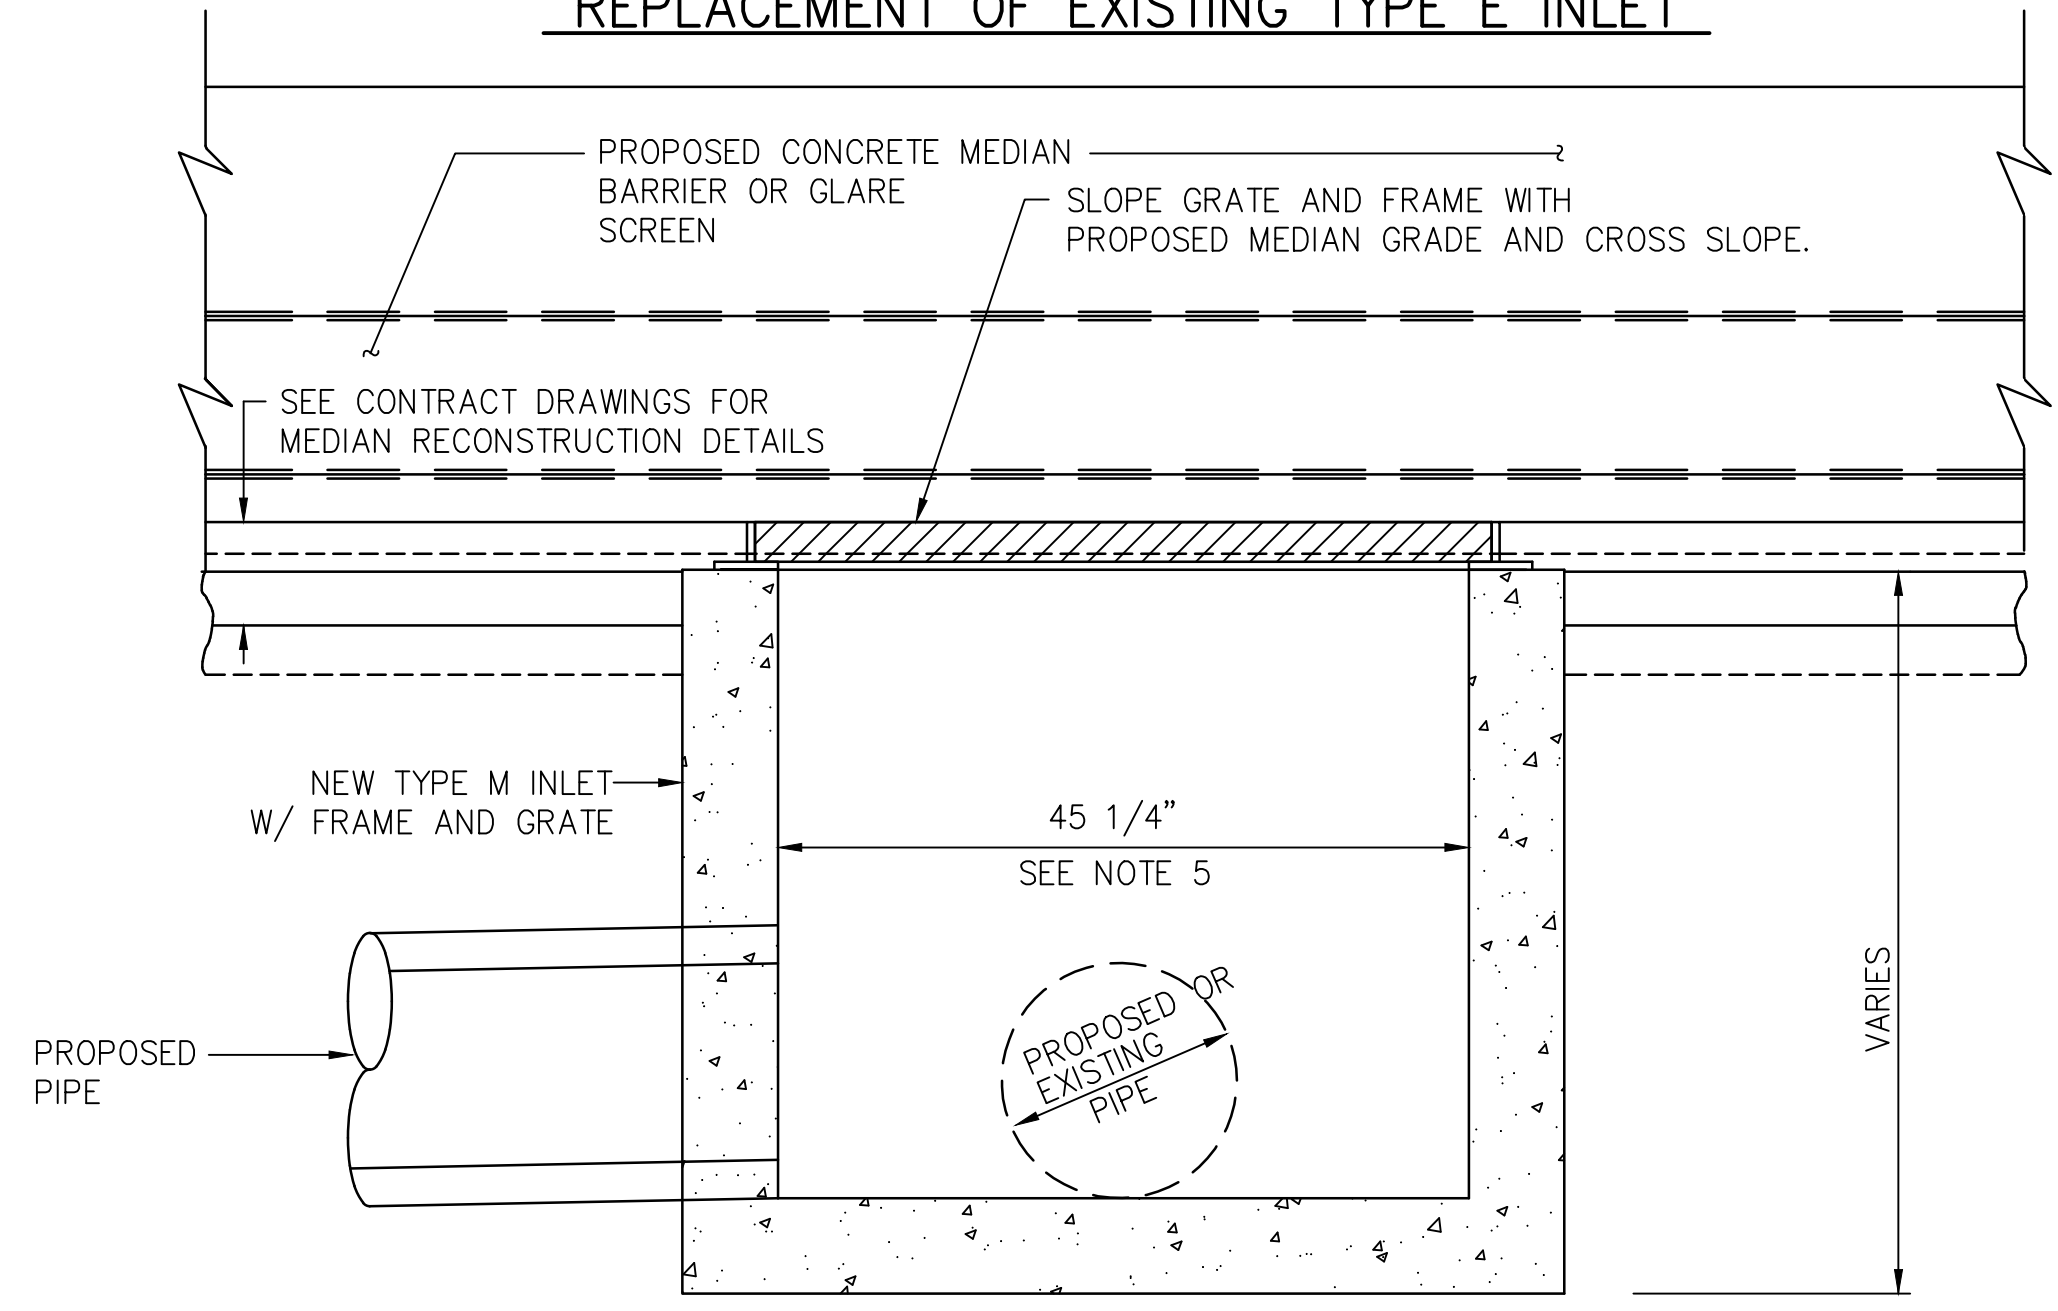 REPLACEMENT OF EXISTING TYPE E INLET
PROPOSED CONCRETE MEDIAN
BARRIER OR GLARE
SCREEN
SLOPE GRATE AND FRAME WITH
PROPOSED MEDIAN GRADE AND CROSS SLOPE.
SEE CONTRACT DRAWINGS FOR
MEDIAN RECONSTRUCTION DETAILS
NEW TYPE M INLET
W/ FRAME AND GRATE
45 1/4”
SEE NOTE 5
PROPOSED
PIPE
PROPOSED OR
EXISTING
PIPE
VARIES